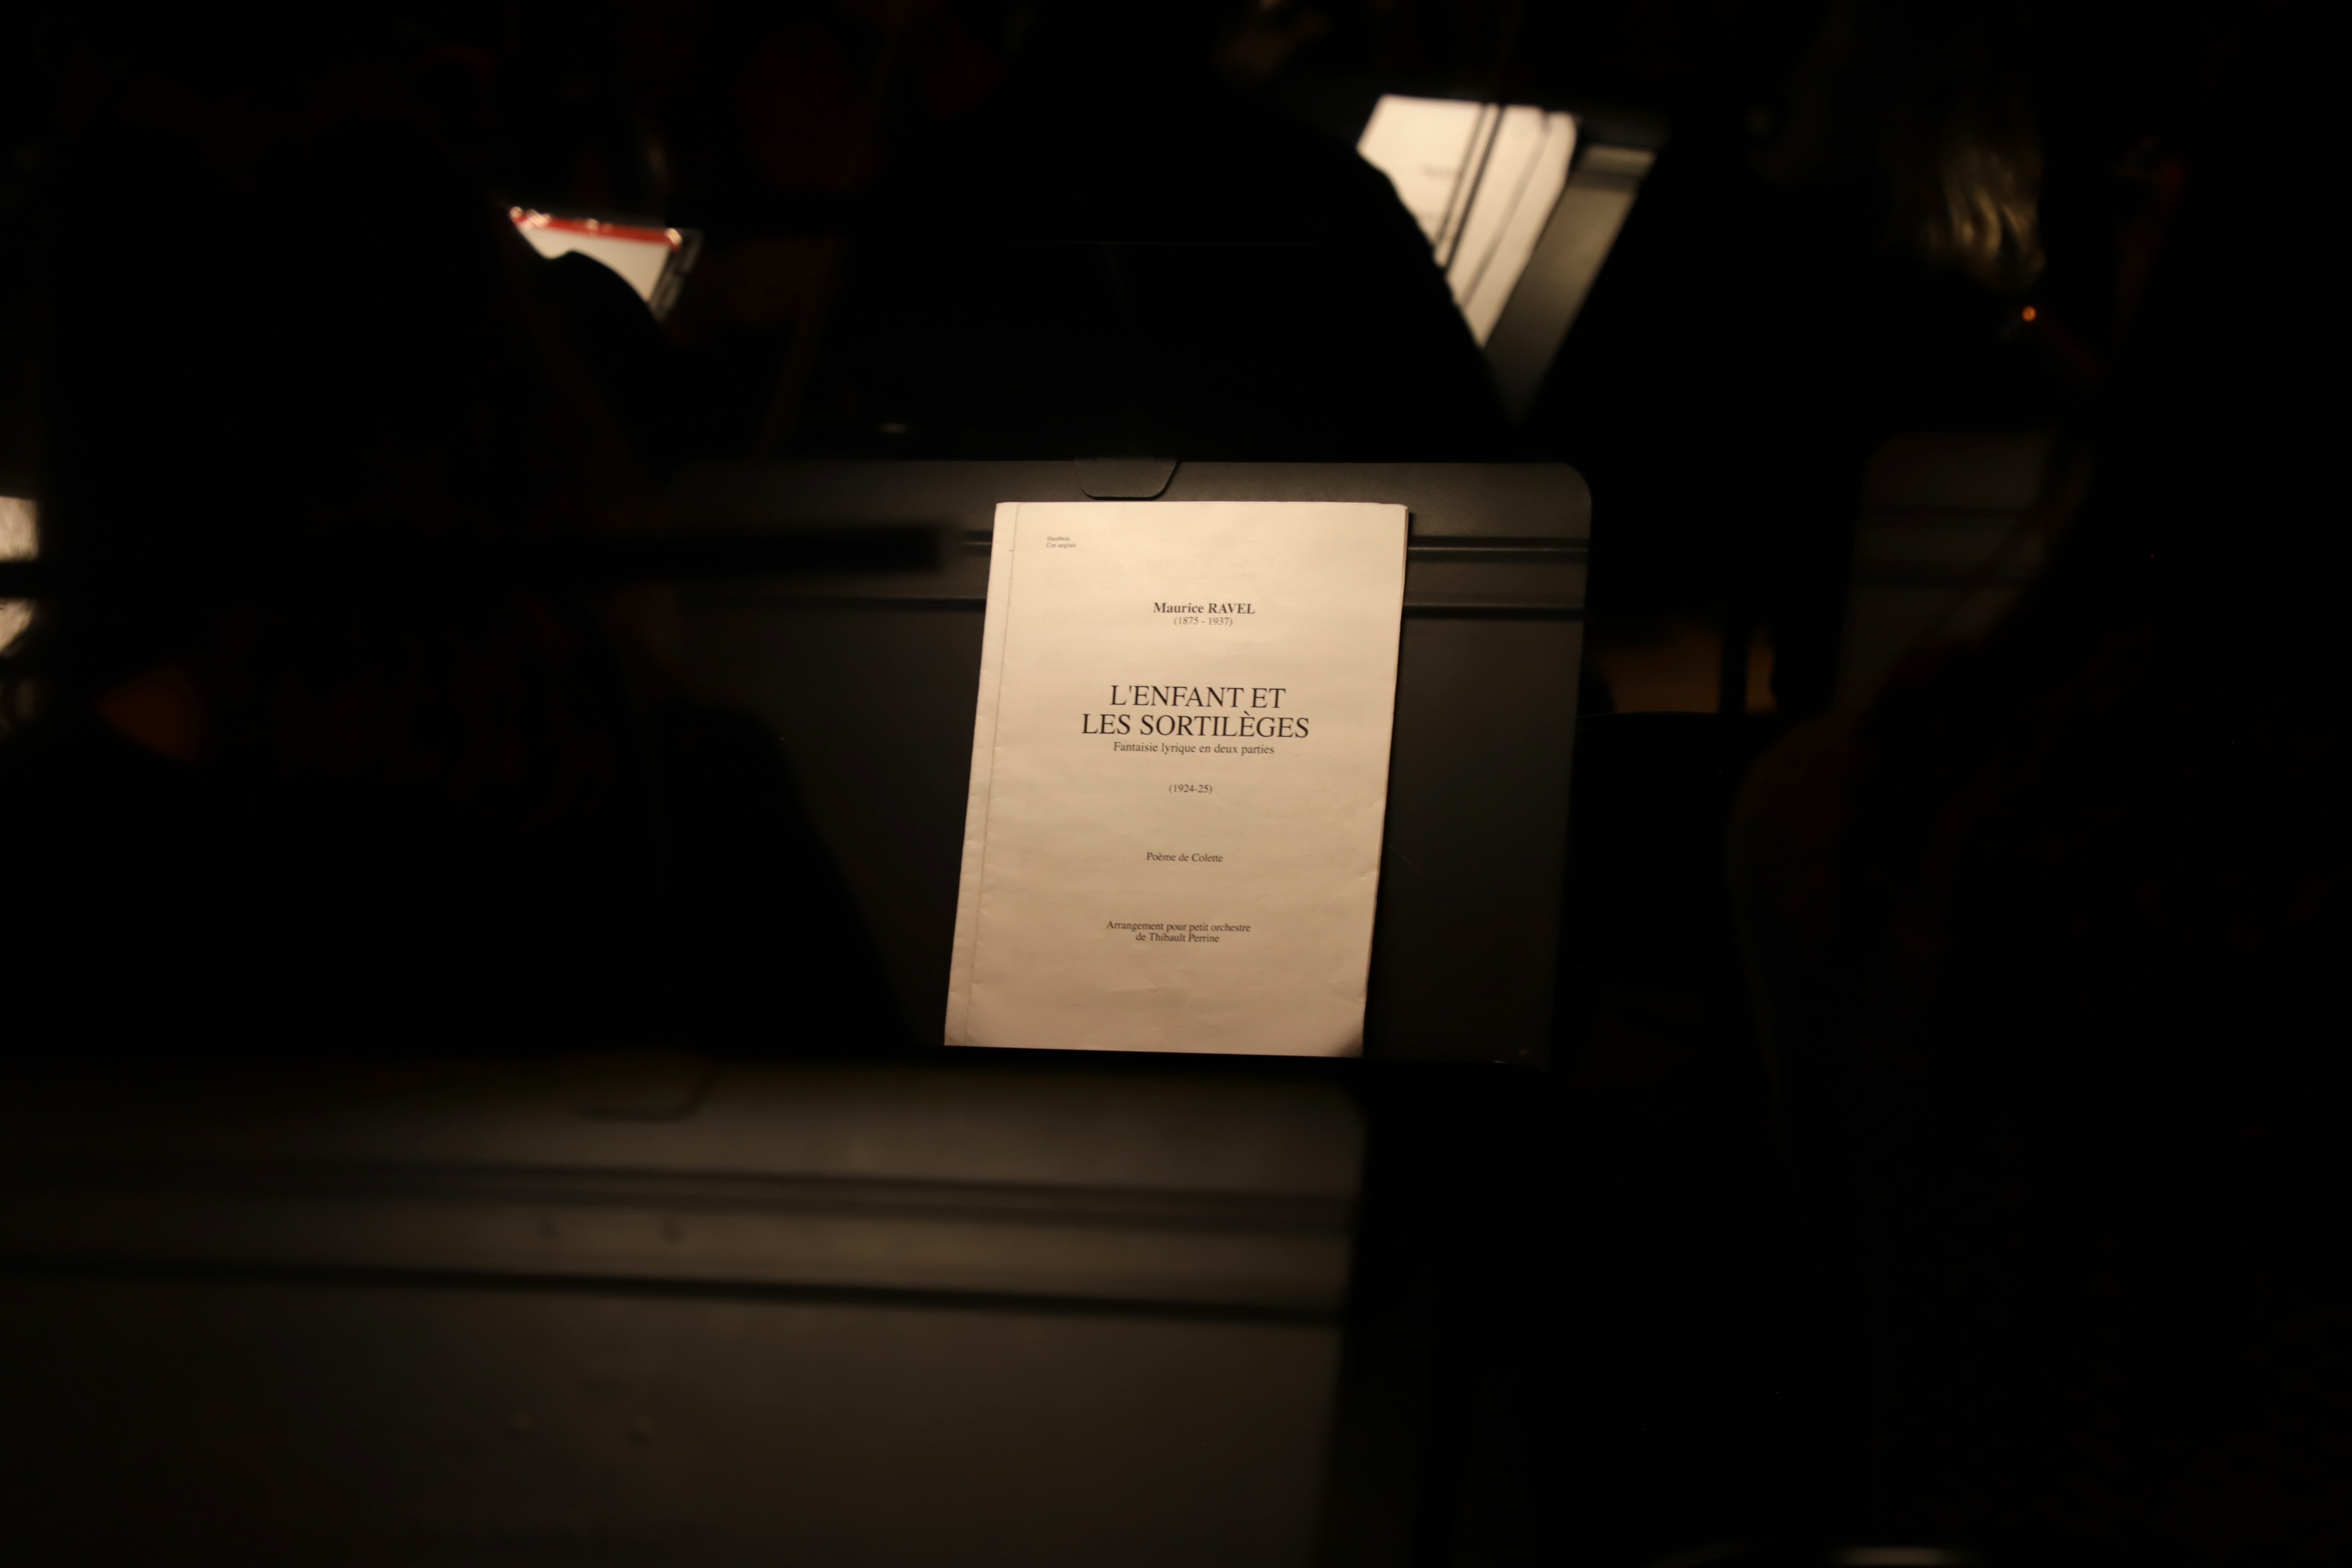 Hautbois
Cor anglais
Maurice RAVEL
(1875 - 1937)
L'ENFANT ET
LES SORTILÈGES
Fantaisie lyrique en deux parties
(1924-25)
Poème de Colette
Arrangement pour petit orchestre
de Thibault Perrine